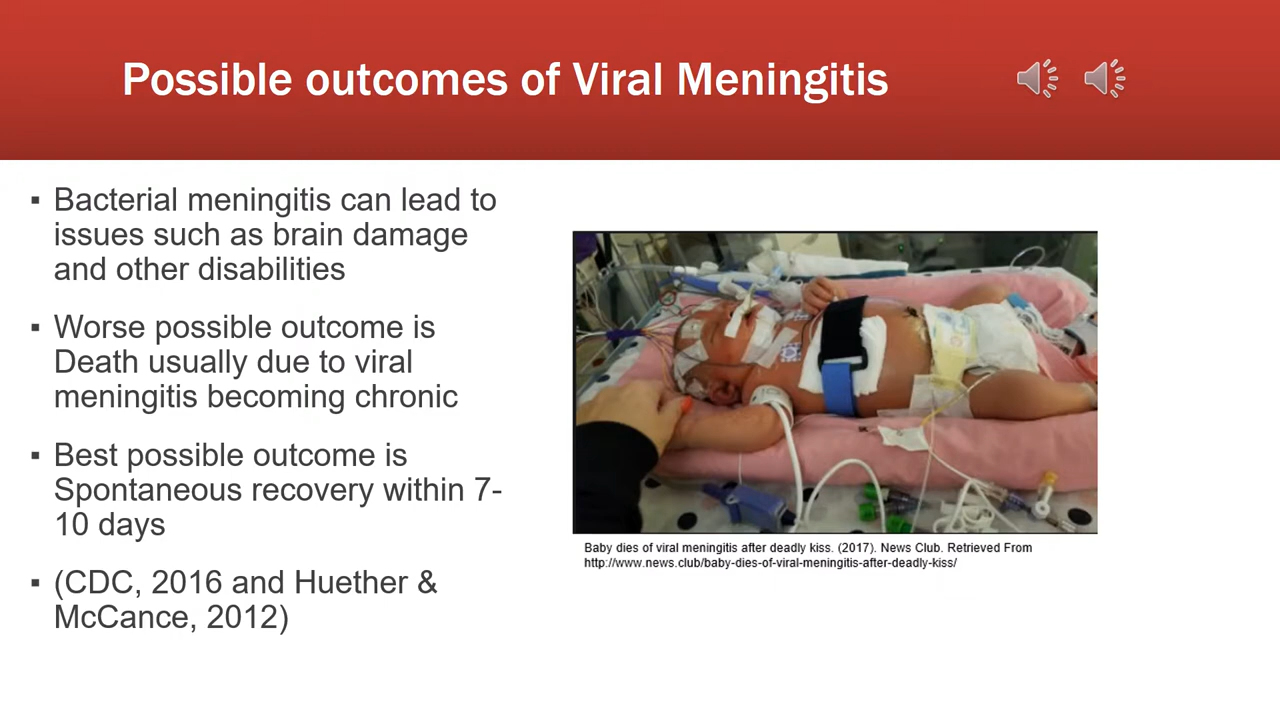 Possible outcomes of Viral Meningitis
▪ Bacterial meningitis can lead to
issues such as brain damage
and other disabilities
▪ Worse possible outcome is
Death usually due to viral
meningitis becoming chronic
▪ Best possible outcome is
Spontaneous recovery within 7-
10 days
▪ (CDC, 2016 and Huether &
McCance, 2012)
Baby dies of viral meningitis after deadly kiss. (2017). News Club. Retrieved From
http://www.news.club/baby-dies-of-viral-meningitis-after-deadly-kiss/